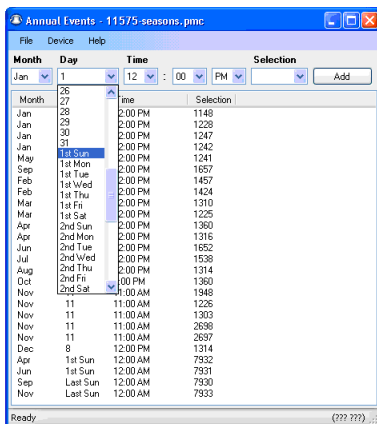 Annual Events - 11575-seasons.pmc
File Device Help
Month Day Time Selection
Jan 1 12 : 00 PM Add
Month Time Selection
26
27
28
29
30
31
1st Sun
1st Mon
1st Tue
1st Wed
1st Thu
1st Fri
1st Sat
2nd Sun
2nd Mon
2nd Tue
2nd Wed
2nd Thu
2nd Fri
2nd Sat
Jan 2:00 PM 1148
Jan 2:00 PM 1228
Jan 2:00 PM 1247
Jan 2:00 PM 1242
May 2:00 PM 1241
Sep 2:00 PM 1657
Feb 2:00 PM 1457
Feb 2:00 PM 1424
Mar 2:00 PM 1310
Mar 2:00 PM 1225
Apr 2:00 PM 1360
Apr 2:00 PM 1316
Jun 2:00 PM 1652
Jul 2:00 PM 1538
Aug 2:00 PM 1314
Oct :00 PM 1360
Nov 11 11:00 AM 1948
Nov 11 11:00 AM 1226
Nov 11 11:00 AM 1303
Nov 11 11:00 AM 2698
Nov 11 11:00 AM 2697
Dec 8 12:00 PM 1314
Apr 1st Sun 12:00 AM 7932
Jun 1st Sun 12:00 AM 7931
Sep Last Sun 12:00 AM 7930
Nov Last Sun 12:00 AM 7933
Ready (???.???)